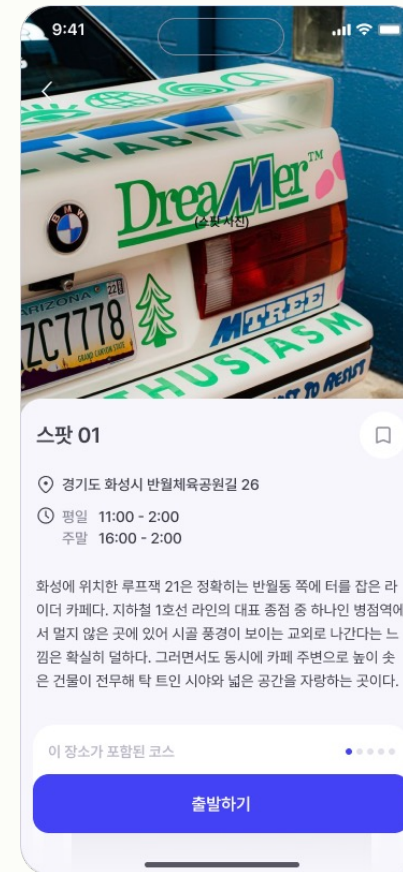 9:41
L HABITAT
DreaMer™
(스팟 사진)
BMW
ARIZONA 22
ZC7778
GRAND CANYON STATE
MTREE
THUSIASM
ST TO RESIST
스팟 01
경기도 화성시 반월체육공원길 26
평일 11:00 - 2:00
주말 16:00 - 2:00
화성에 위치한 루프잭 21은 정확히는 반월동 쪽에 터를 잡은 라
이더 카페다. 지하철 1호선 라인의 대표 종점 중 하나인 병점역에
서 멀지 않은 곳에 있어 시골 풍경이 보이는 교외로 나간다는 느
낌은 확실히 덜하다. 그러면서도 동시에 카페 주변으로 높이 솟
은 건물이 전무해 탁 트인 시야와 넓은 공간을 자랑하는 곳이다.
이 장소가 포함된 코스
출발하기